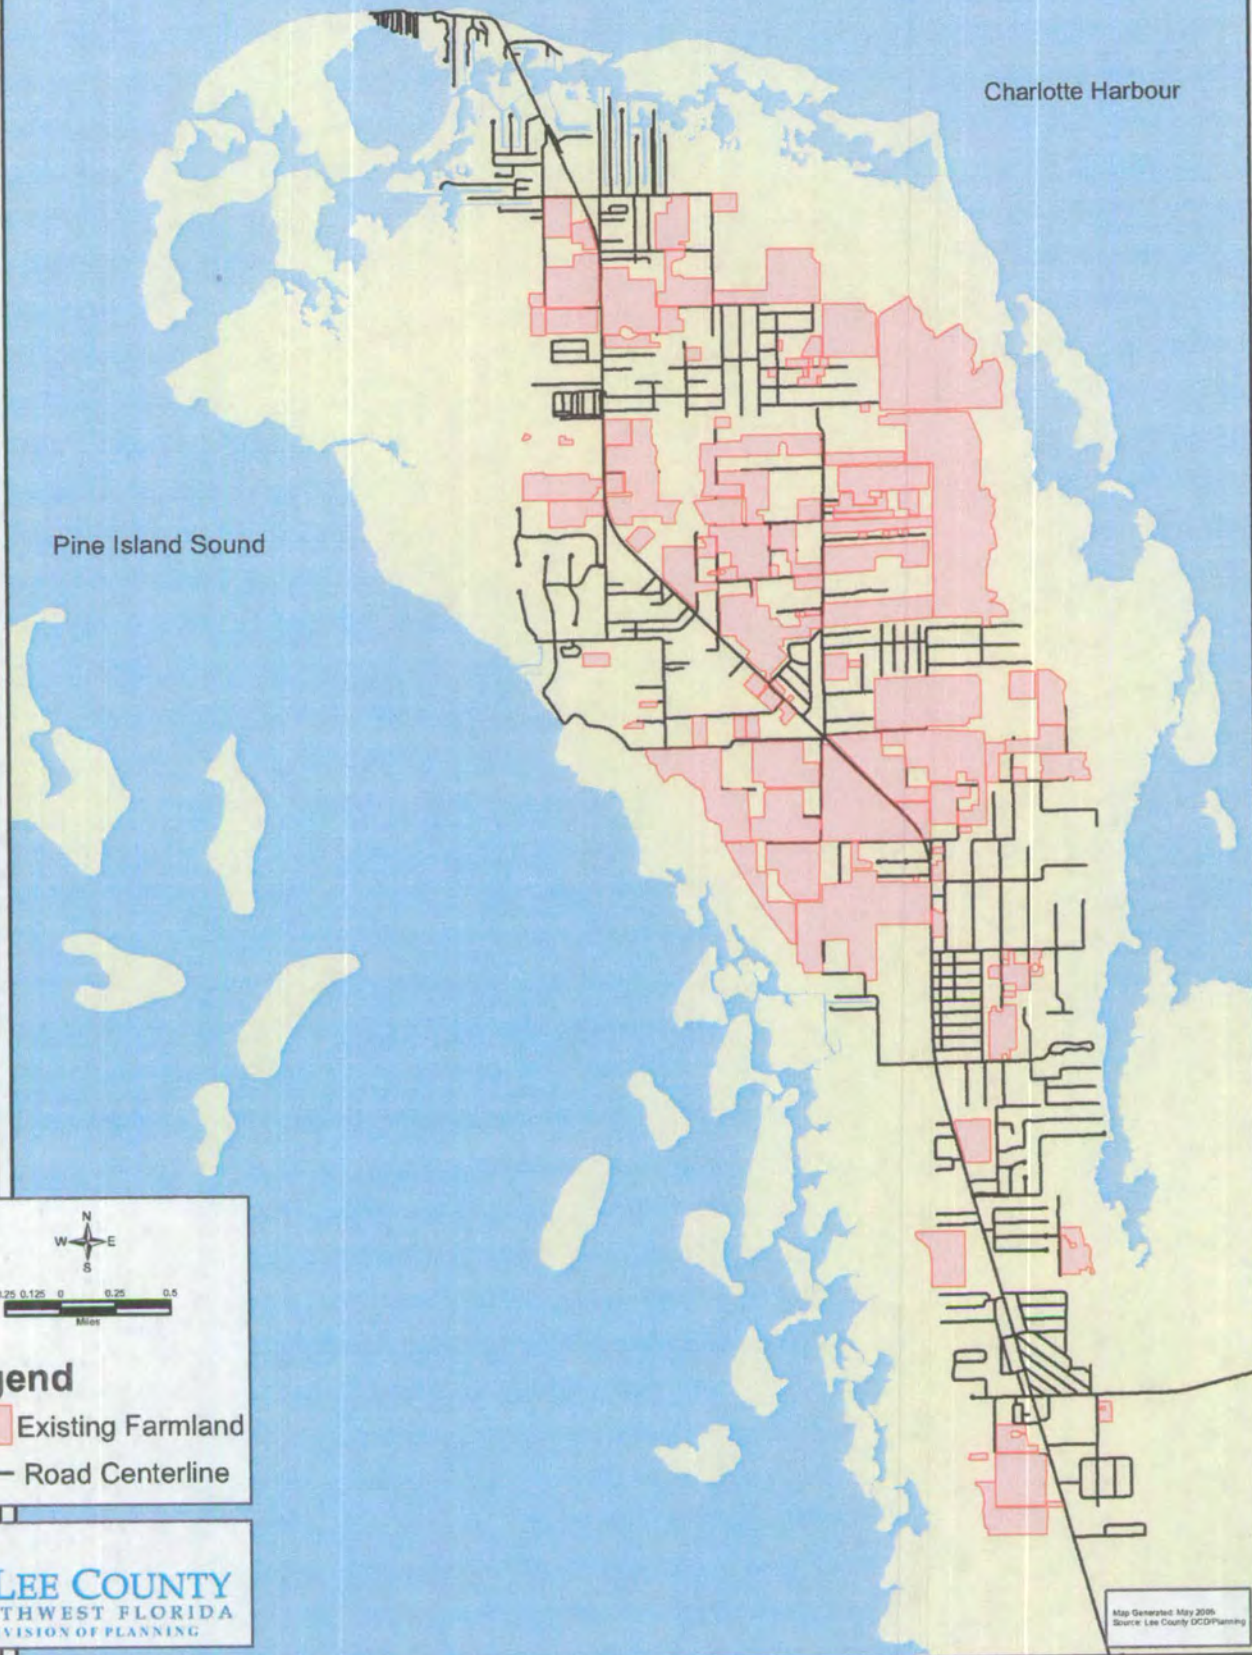 Charlotte Harbour
Pine Island Sound
N
W E
S
.25 0.125 0 0.25 0.5
Miles
gend
Existing Farmland
Road Centerline
LEE COUNTY
THWEST FLORIDA
VISION OF PLANNING
Map Generated: May 2005
Source: Lee County DCD/Planning